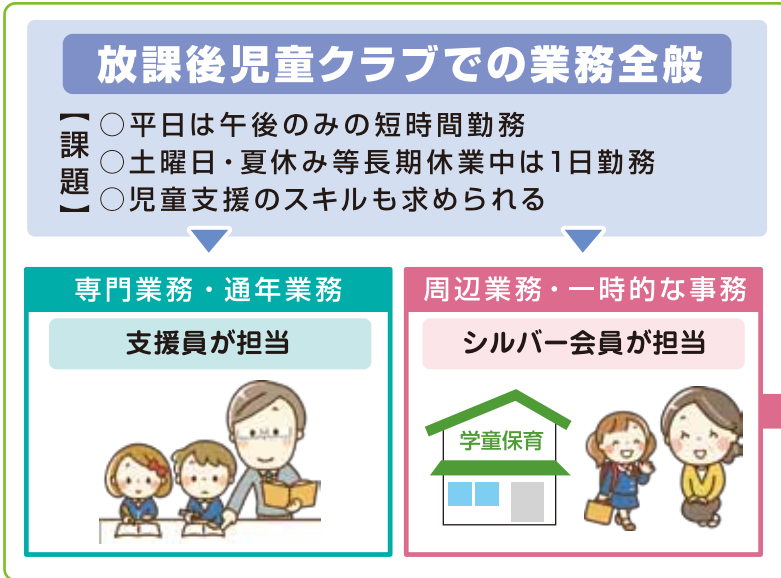 放課後児童クラブでの業務全般
【課題】
○平日は午後のみの短時間勤務
○土曜日・夏休み等長期休業中は1日勤務
○児童支援のスキルも求められる
専門業務・通年業務
支援員が担当
周辺業務・一時的な事務
シルバー会員が担当
学童保育